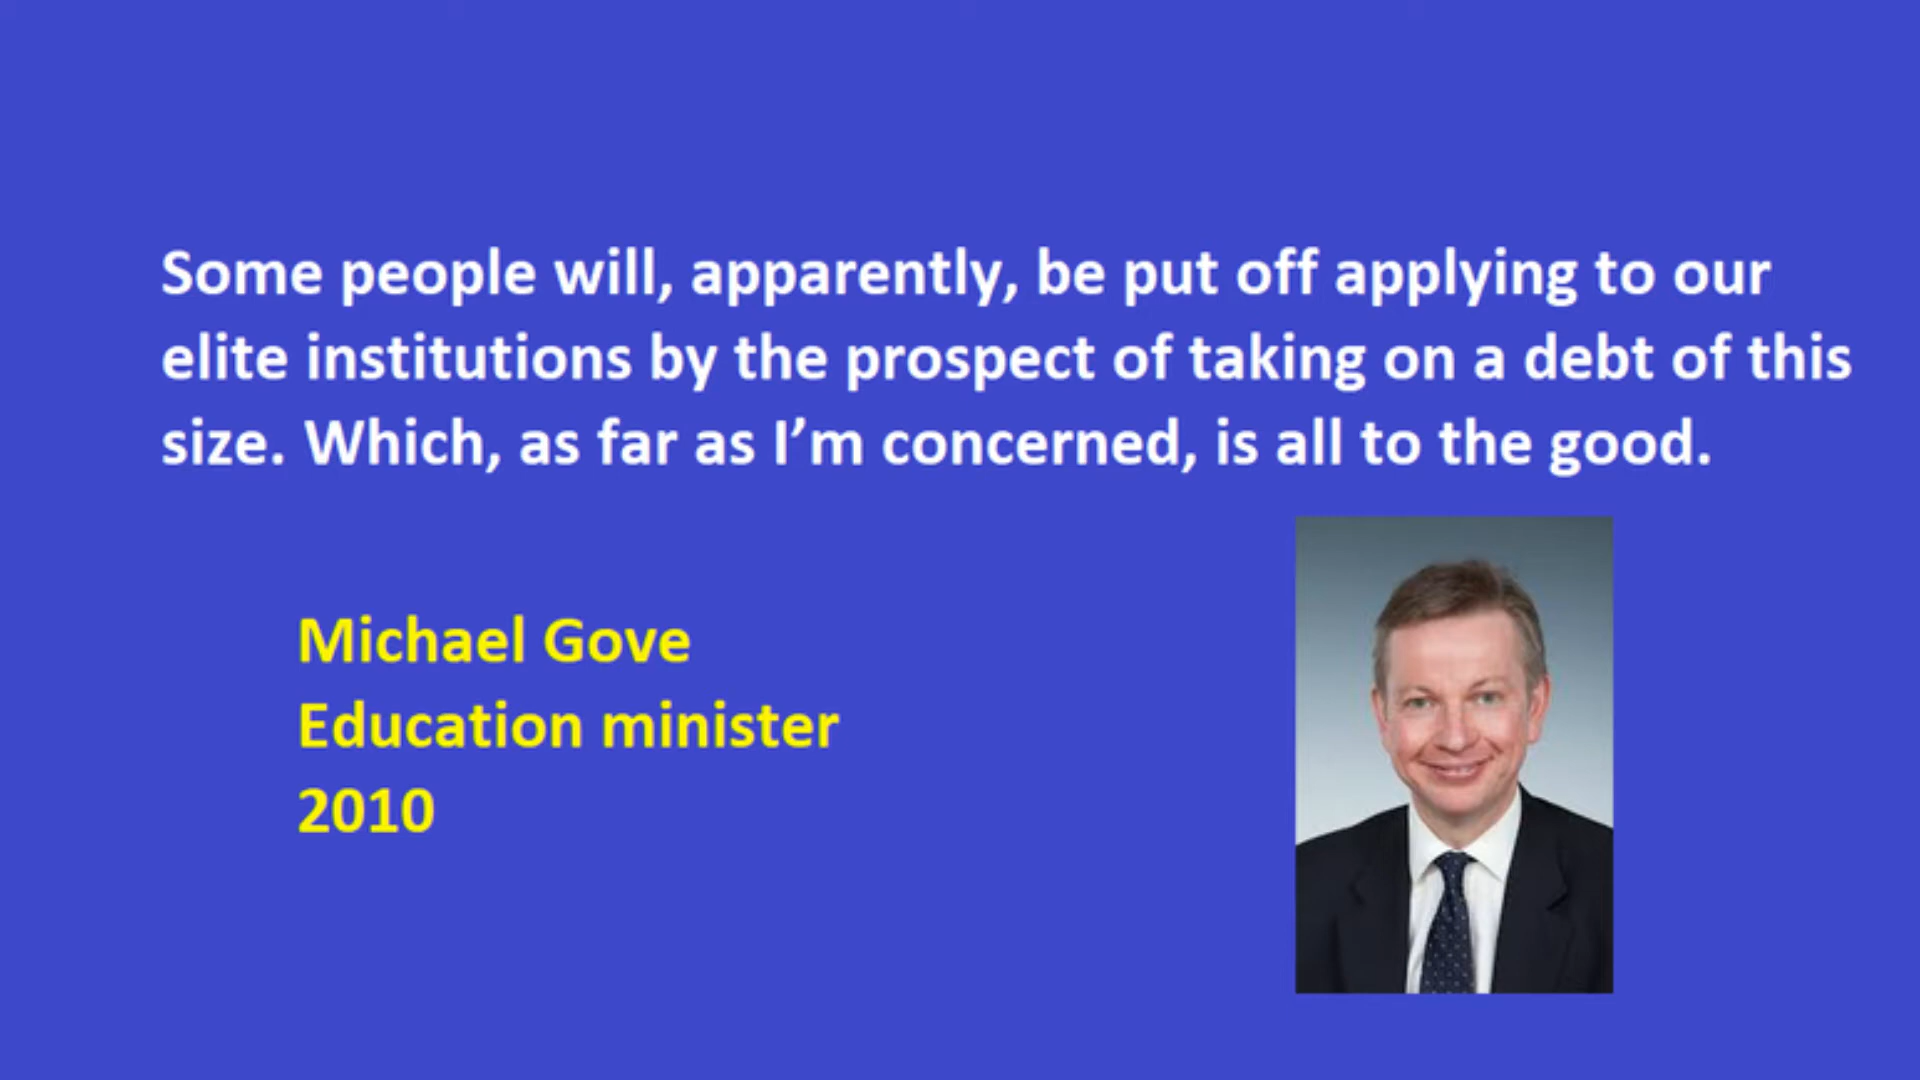 Some people will, apparently, be put off applying to our
elite institutions by the prospect of taking on a debt of this
size. Which, as far as I’m concerned, is all to the good.
Michael Gove
Education minister
2010